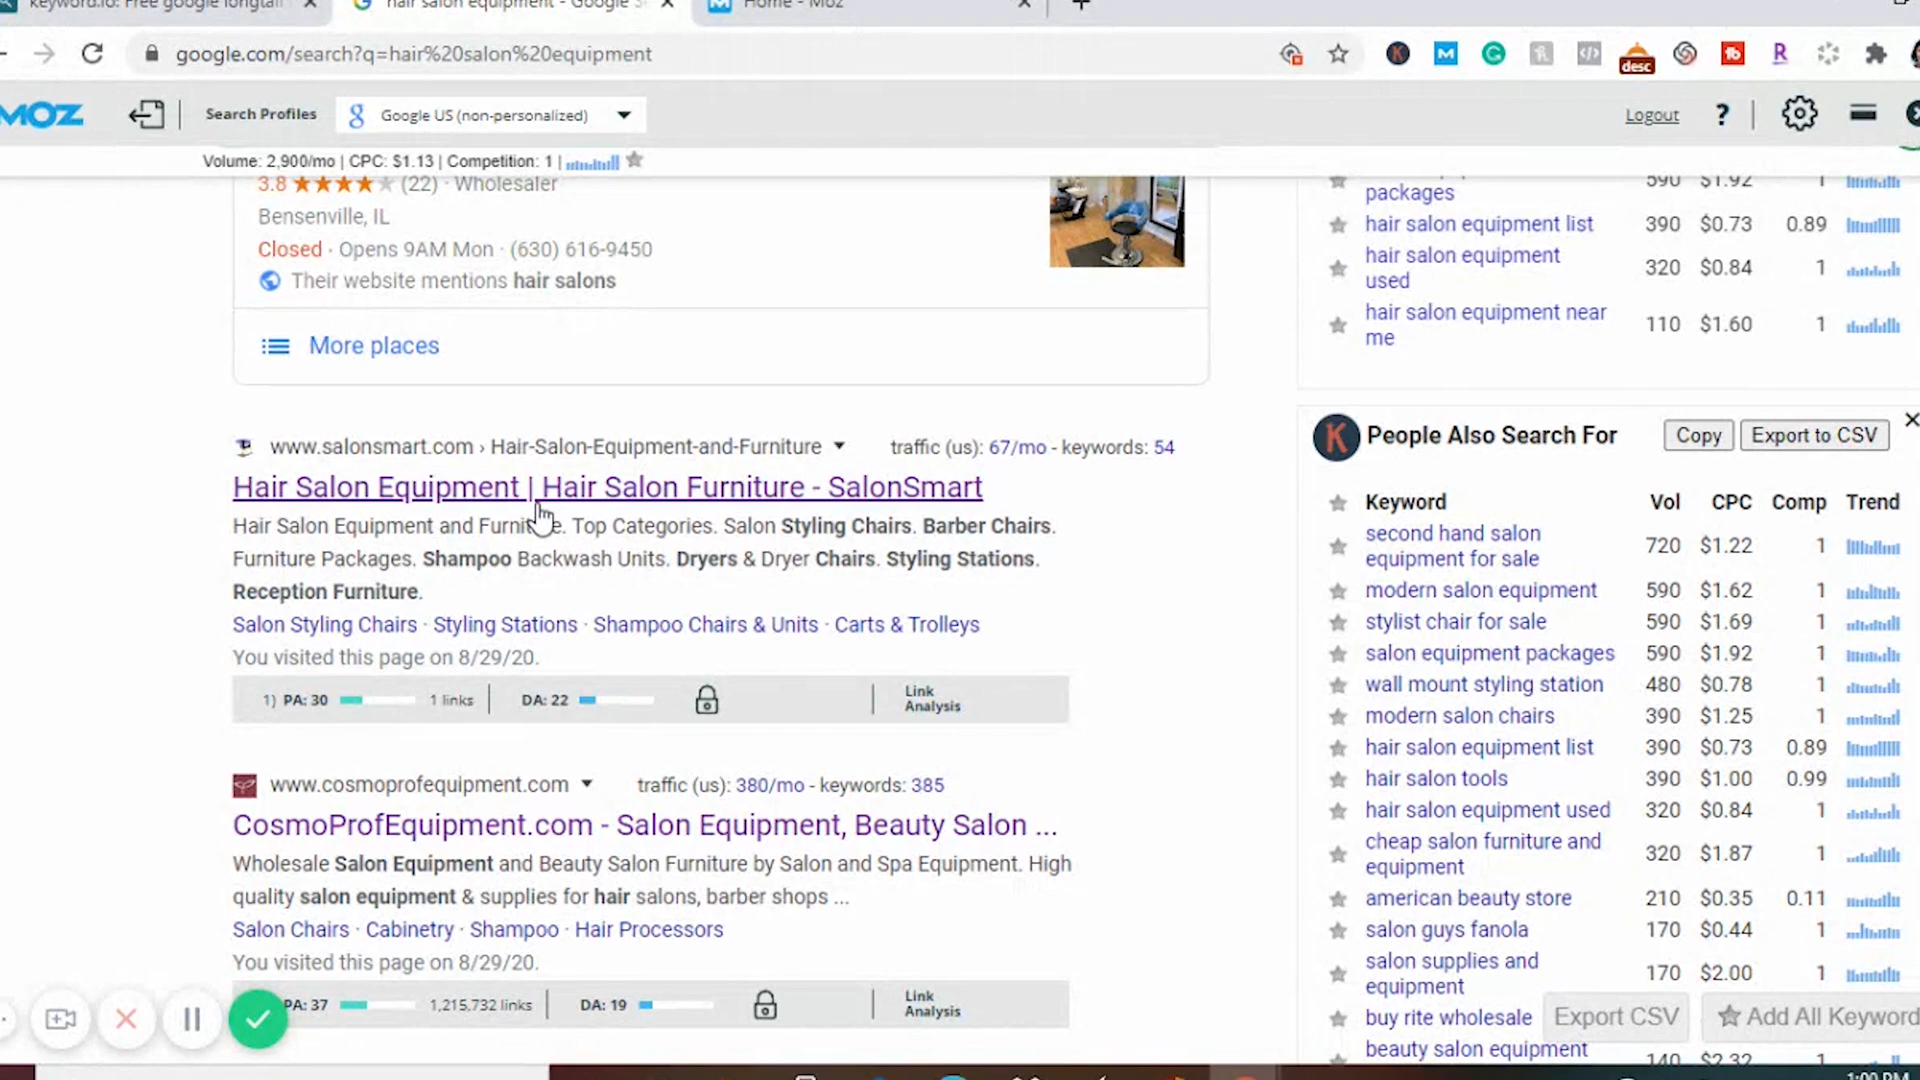 keyword.io: Free google longtail
hair salon equipment - Google S
Home - Moz
google.com/search?q=hair%20salon%20equipment
desc
MOZ
Search Profiles
Google US (non-personalized)
Logout
?
Volume: 2,900/mo | CPC: $1.13 | Competition: 1 |
3.8 (22) · Wholesaler
Bensenville, IL
Closed · Opens 9AM Mon · (630) 616-9450
Their website mentions hair salons
More places
www.salonsmart.com › Hair-Salon-Equipment-and-Furniture traffic (us): 67/mo - keywords: 54
Hair Salon Equipment | Hair Salon Furniture - SalonSmart
Hair Salon Equipment and Furniture. Top Categories. Salon Styling Chairs. Barber Chairs.
Furniture Packages. Shampoo Backwash Units. Dryers & Dryer Chairs. Styling Stations.
Reception Furniture.
Salon Styling Chairs · Styling Stations · Shampoo Chairs & Units · Carts & Trolleys
You visited this page on 8/29/20.
1) PA: 30 1 links DA: 22 Link
Analysis
www.cosmoprofequipment.com traffic (us): 380/mo - keywords: 385
CosmoProfEquipment.com - Salon Equipment, Beauty Salon ...
Wholesale Salon Equipment and Beauty Salon Furniture by Salon and Spa Equipment. High
quality salon equipment & supplies for hair salons, barber shops ...
Salon Chairs · Cabinetry · Shampoo · Hair Processors
You visited this page on 8/29/20.
PA: 37 1,215,732 links DA: 19 Link
Analysis
590 $1.92 1
packages
hair salon equipment list 390 $0.73 0.89
hair salon equipment
used 320 $0.84 1
hair salon equipment near
me 110 $1.60 1
K People Also Search For Copy Export to CSV
Keyword Vol CPC Comp Trend
second hand salon
equipment for sale 720 $1.22 1
modern salon equipment 590 $1.62 1
stylist chair for sale 590 $1.69 1
salon equipment packages 590 $1.92 1
wall mount styling station 480 $0.78 1
modern salon chairs 390 $1.25 1
hair salon equipment list 390 $0.73 0.89
hair salon tools 390 $1.00 0.99
hair salon equipment used 320 $0.84 1
cheap salon furniture and
equipment 320 $1.87 1
american beauty store 210 $0.35 0.11
salon guys fanola 170 $0.44 1
salon supplies and
equipment 170 $2.00 1
buy rite wholesale
Export CSV Add All Keyword
beauty salon equipment 140 $2.32 1
1:00 PM